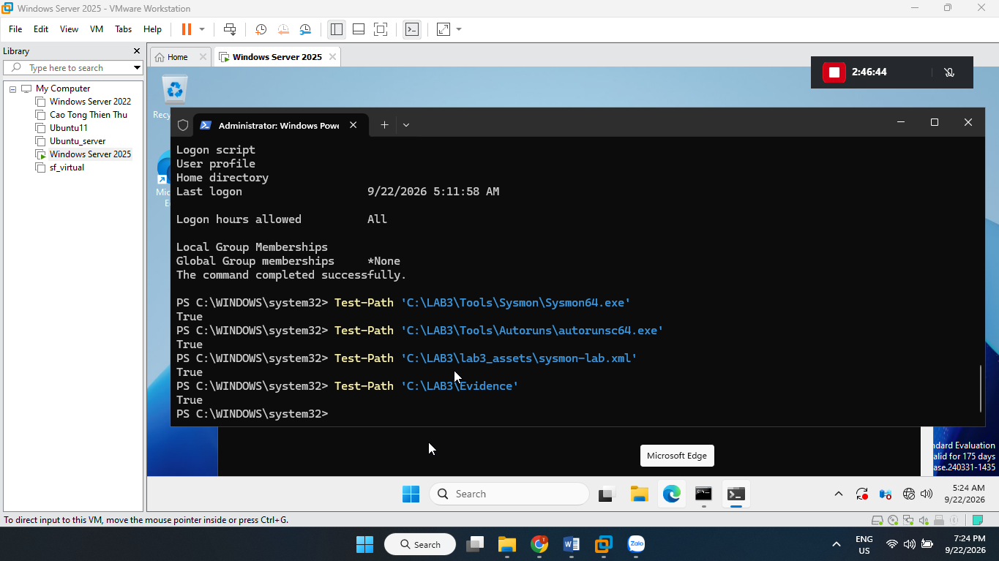 Windows Server 2025 - VMware Workstation
File Edit View VM Tabs Help
Library
Type here to search
My Computer
Windows Server 2022
Cao Tong Thien Thu
Ubuntu11
Ubuntu_server
Windows Server 2025
sf_virtual
Home
Windows Server 2025
2:46:44
Recy
Mic
E
Administrator: Windows Powe
Logon script
User profile
Home directory
Last logon 9/22/2026 5:11:58 AM
Logon hours allowed All
Local Group Memberships
Global Group memberships *None
The command completed successfully.
PS C:\WINDOWS\system32> Test-Path 'C:\LAB3\Tools\Sysmon\Sysmon64.exe'
True
PS C:\WINDOWS\system32> Test-Path 'C:\LAB3\Tools\Autoruns\autorunsc64.exe'
True
PS C:\WINDOWS\system32> Test-Path 'C:\LAB3\lab3_assets\sysmon-lab.xml'
True
PS C:\WINDOWS\system32> Test-Path 'C:\LAB3\Evidence'
True
PS C:\WINDOWS\system32>
Microsoft Edge
ndard Evaluation
alid for 175 days
ase.240331-1435
Search
5:24 AM
9/22/2026
To direct input to this VM, move the mouse pointer inside or press Ctrl+G.
Search
Zalo
ENG
US
7:24 PM
9/22/2026